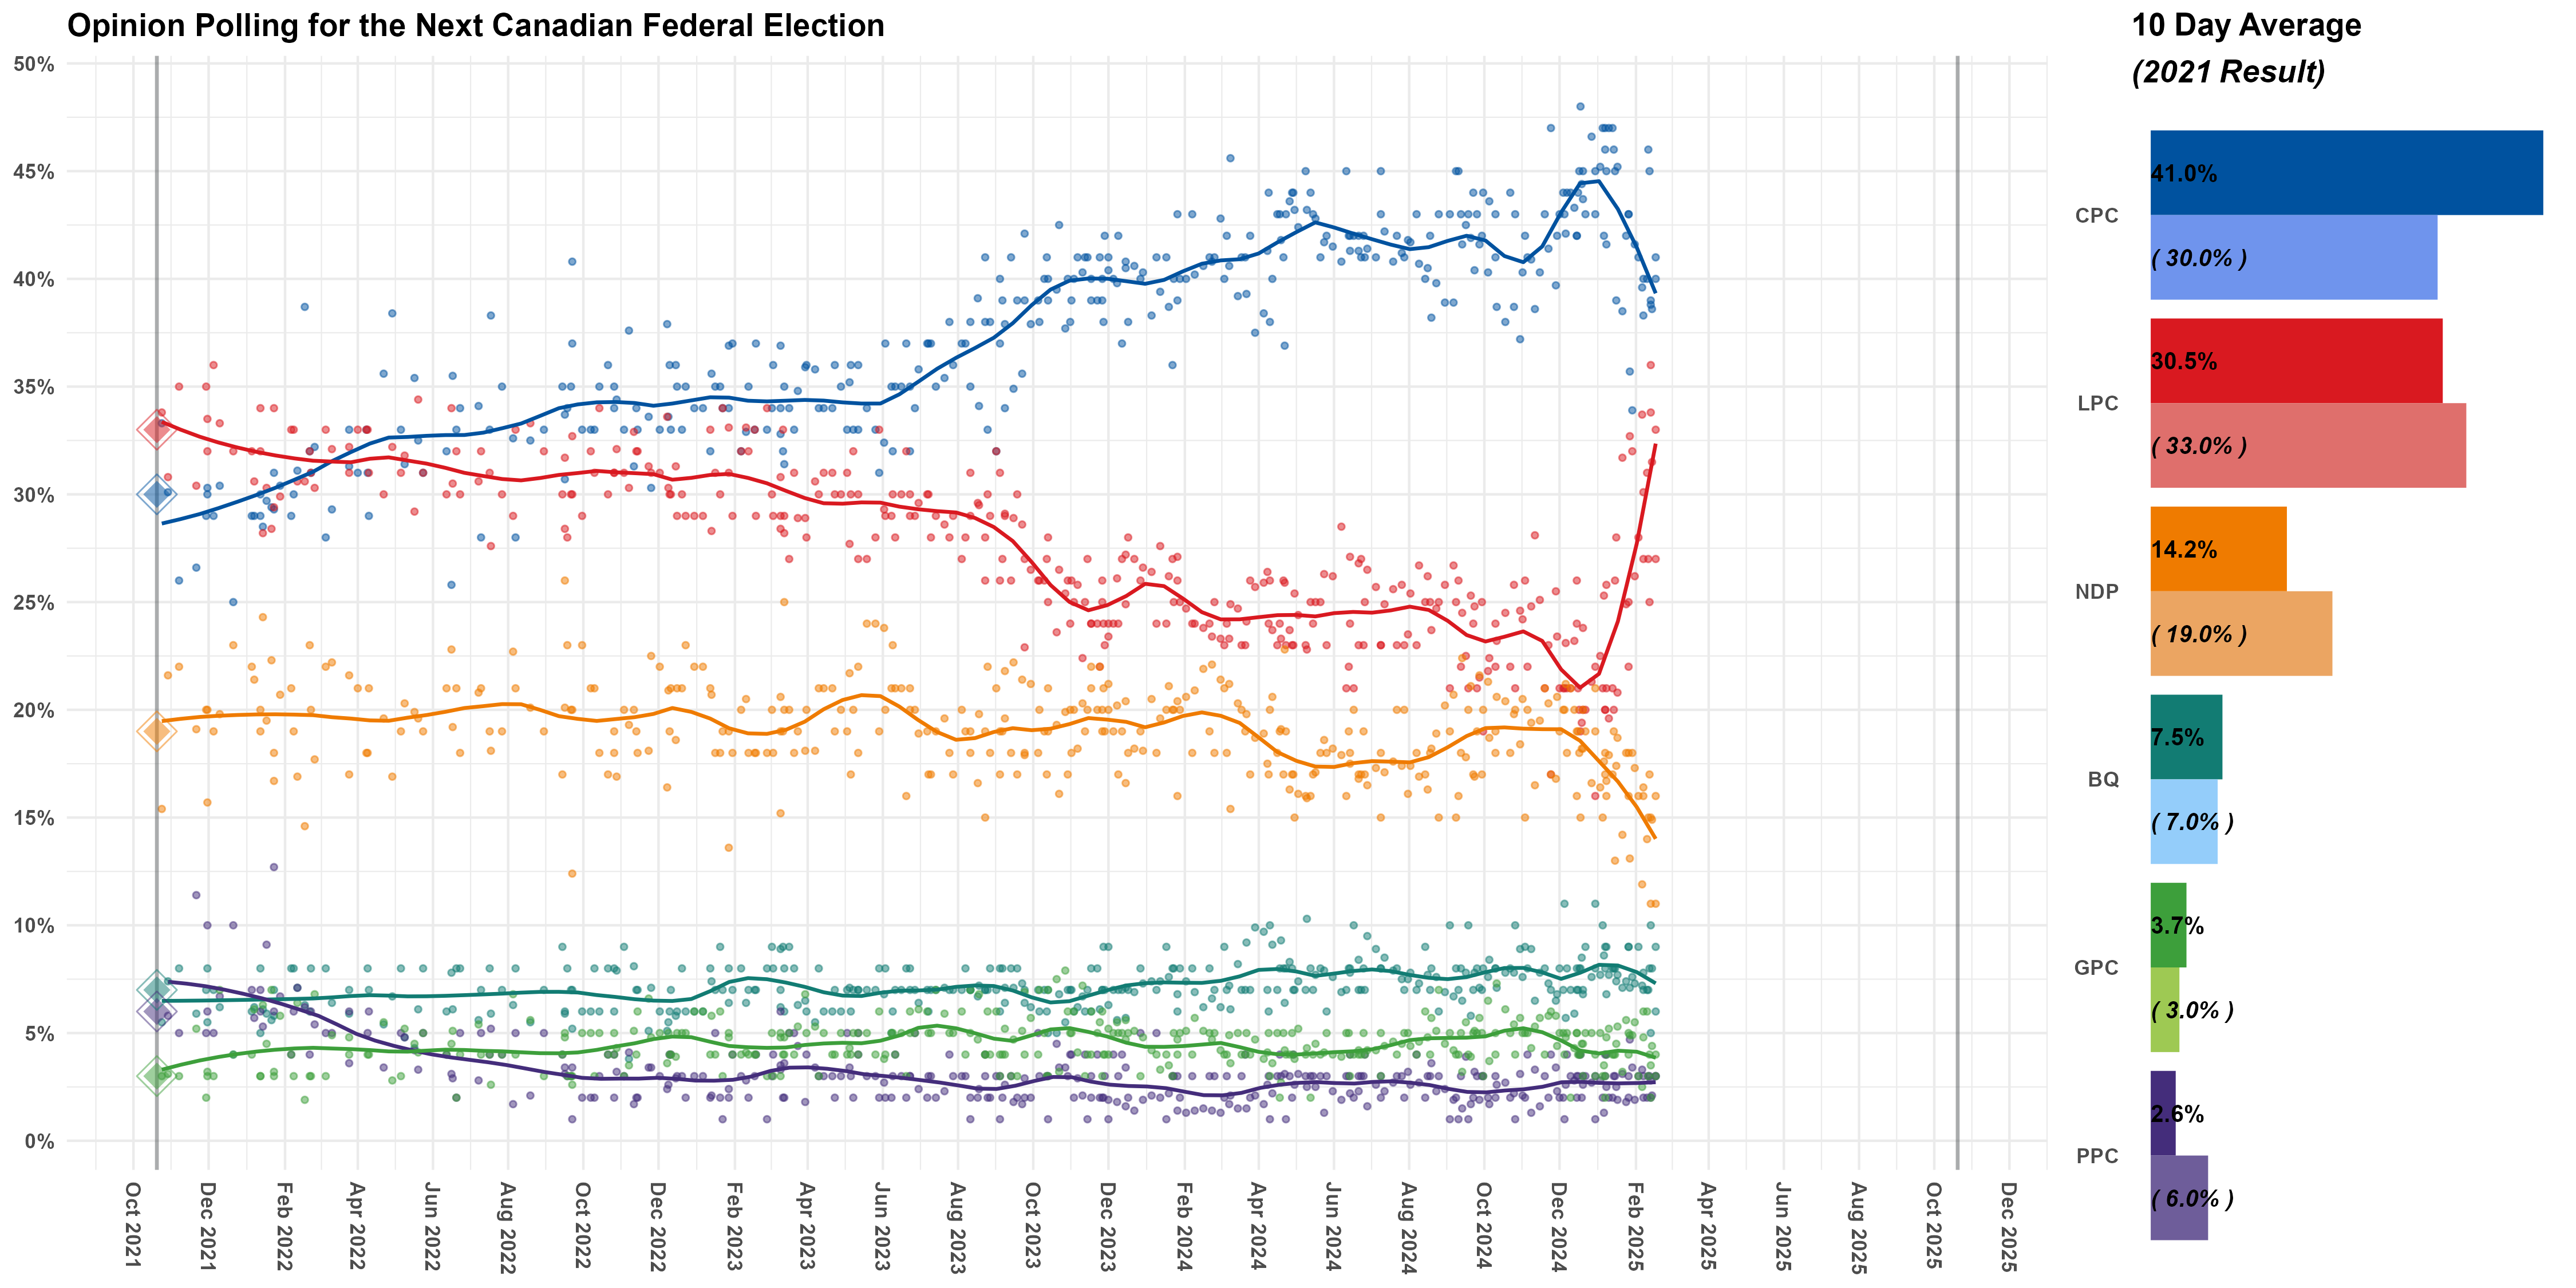 Opinion Polling for the Next Canadian Federal Election
50%
45%
40%
35%
30%
25%
20%
15%
10%
5%
0%
Oct 2021
Dec 2021
Feb 2022
Apr 2022
Jun 2022
Aug 2022
Oct 2022
Dec 2022
Feb 2023
Apr 2023
Jun 2023
Aug 2023
Oct 2023
Dec 2023
Feb 2024
Apr 2024
Jun 2024
Aug 2024
Oct 2024
Dec 2024
Feb 2025
Apr 2025
Jun 2025
Aug 2025
Oct 2025
Dec 2025
10 Day Average
(2021 Result)
CPC
41.0%
( 30.0% )
LPC
30.5%
( 33.0% )
NDP
14.2%
( 19.0% )
BQ
7.5%
( 7.0% )
GPC
3.7%
( 3.0% )
PPC
2.6%
( 6.0% )